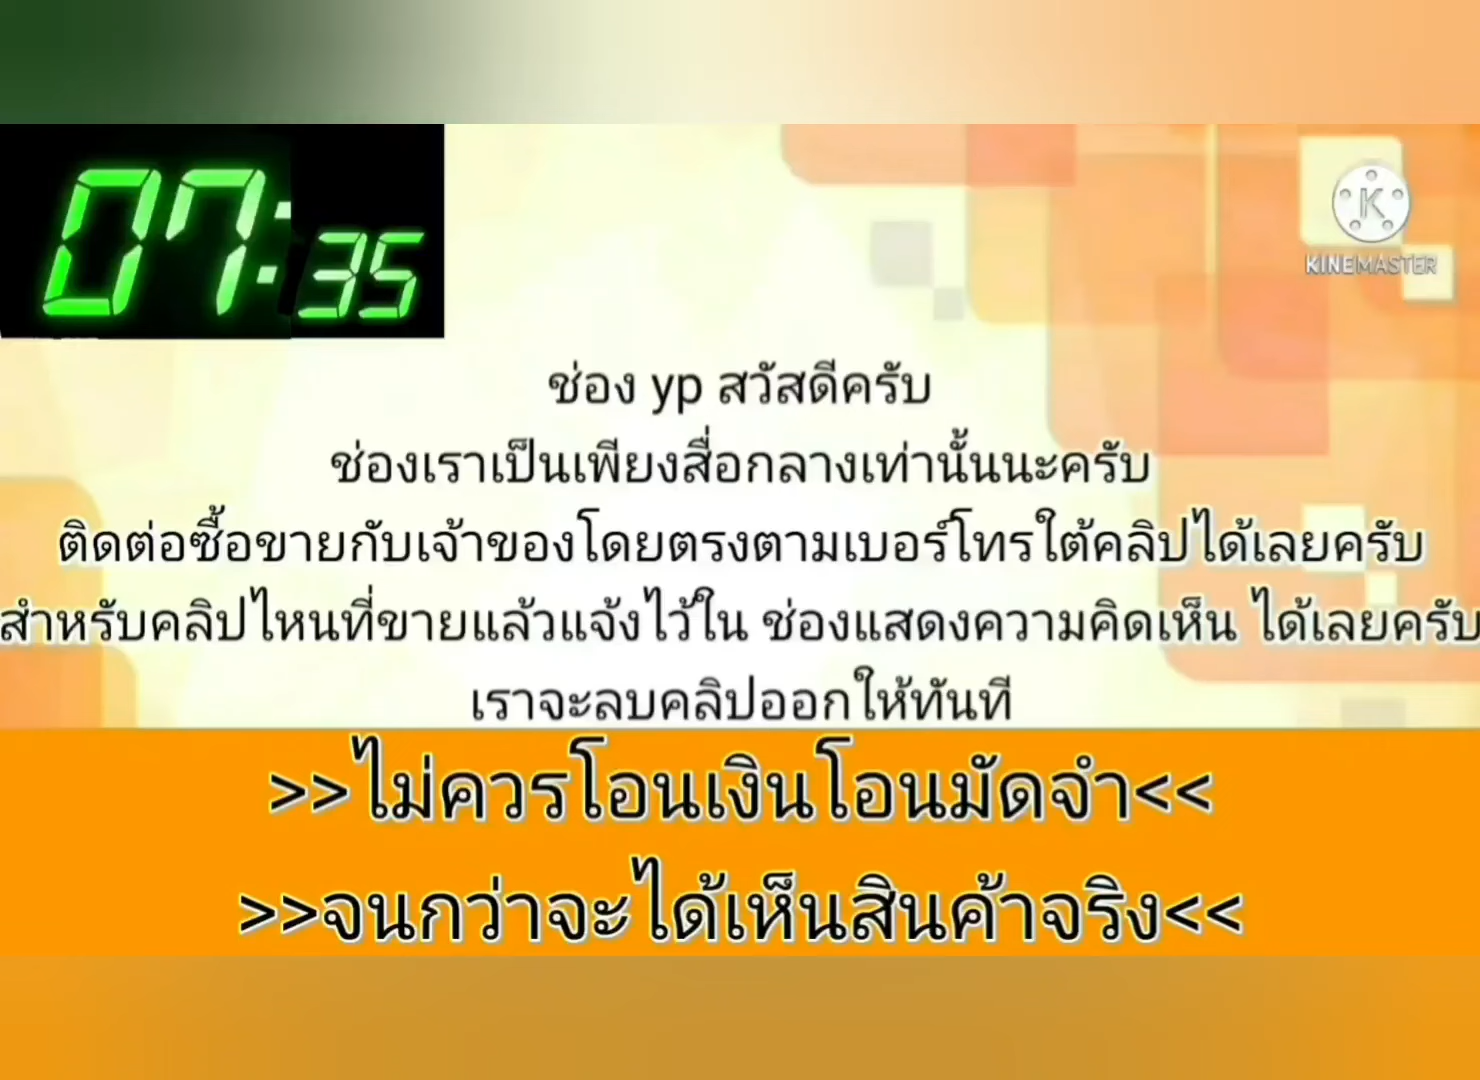 07:35
KINEMASTER
ช่อง yp สวัสดีครับ
ช่องเราเป็นเพียงสื่อกลางเท่านั้นนะครับ
ติดต่อซื้อขายกับเจ้าของโดยตรงตามเบอร์โทรใต้คลิปได้เลยครับ
สำหรับคลิปไหนที่ขายแล้วแจ้งไว้ใน ช่องแสดงความคิดเห็น ได้เลยครับ
เราจะลบคลิปออกให้ทันที
>>ไม่ควรโอนเงินโอนมัดจำ<<
>>จนกว่าจะได้เห็นสินค้าจริง<<